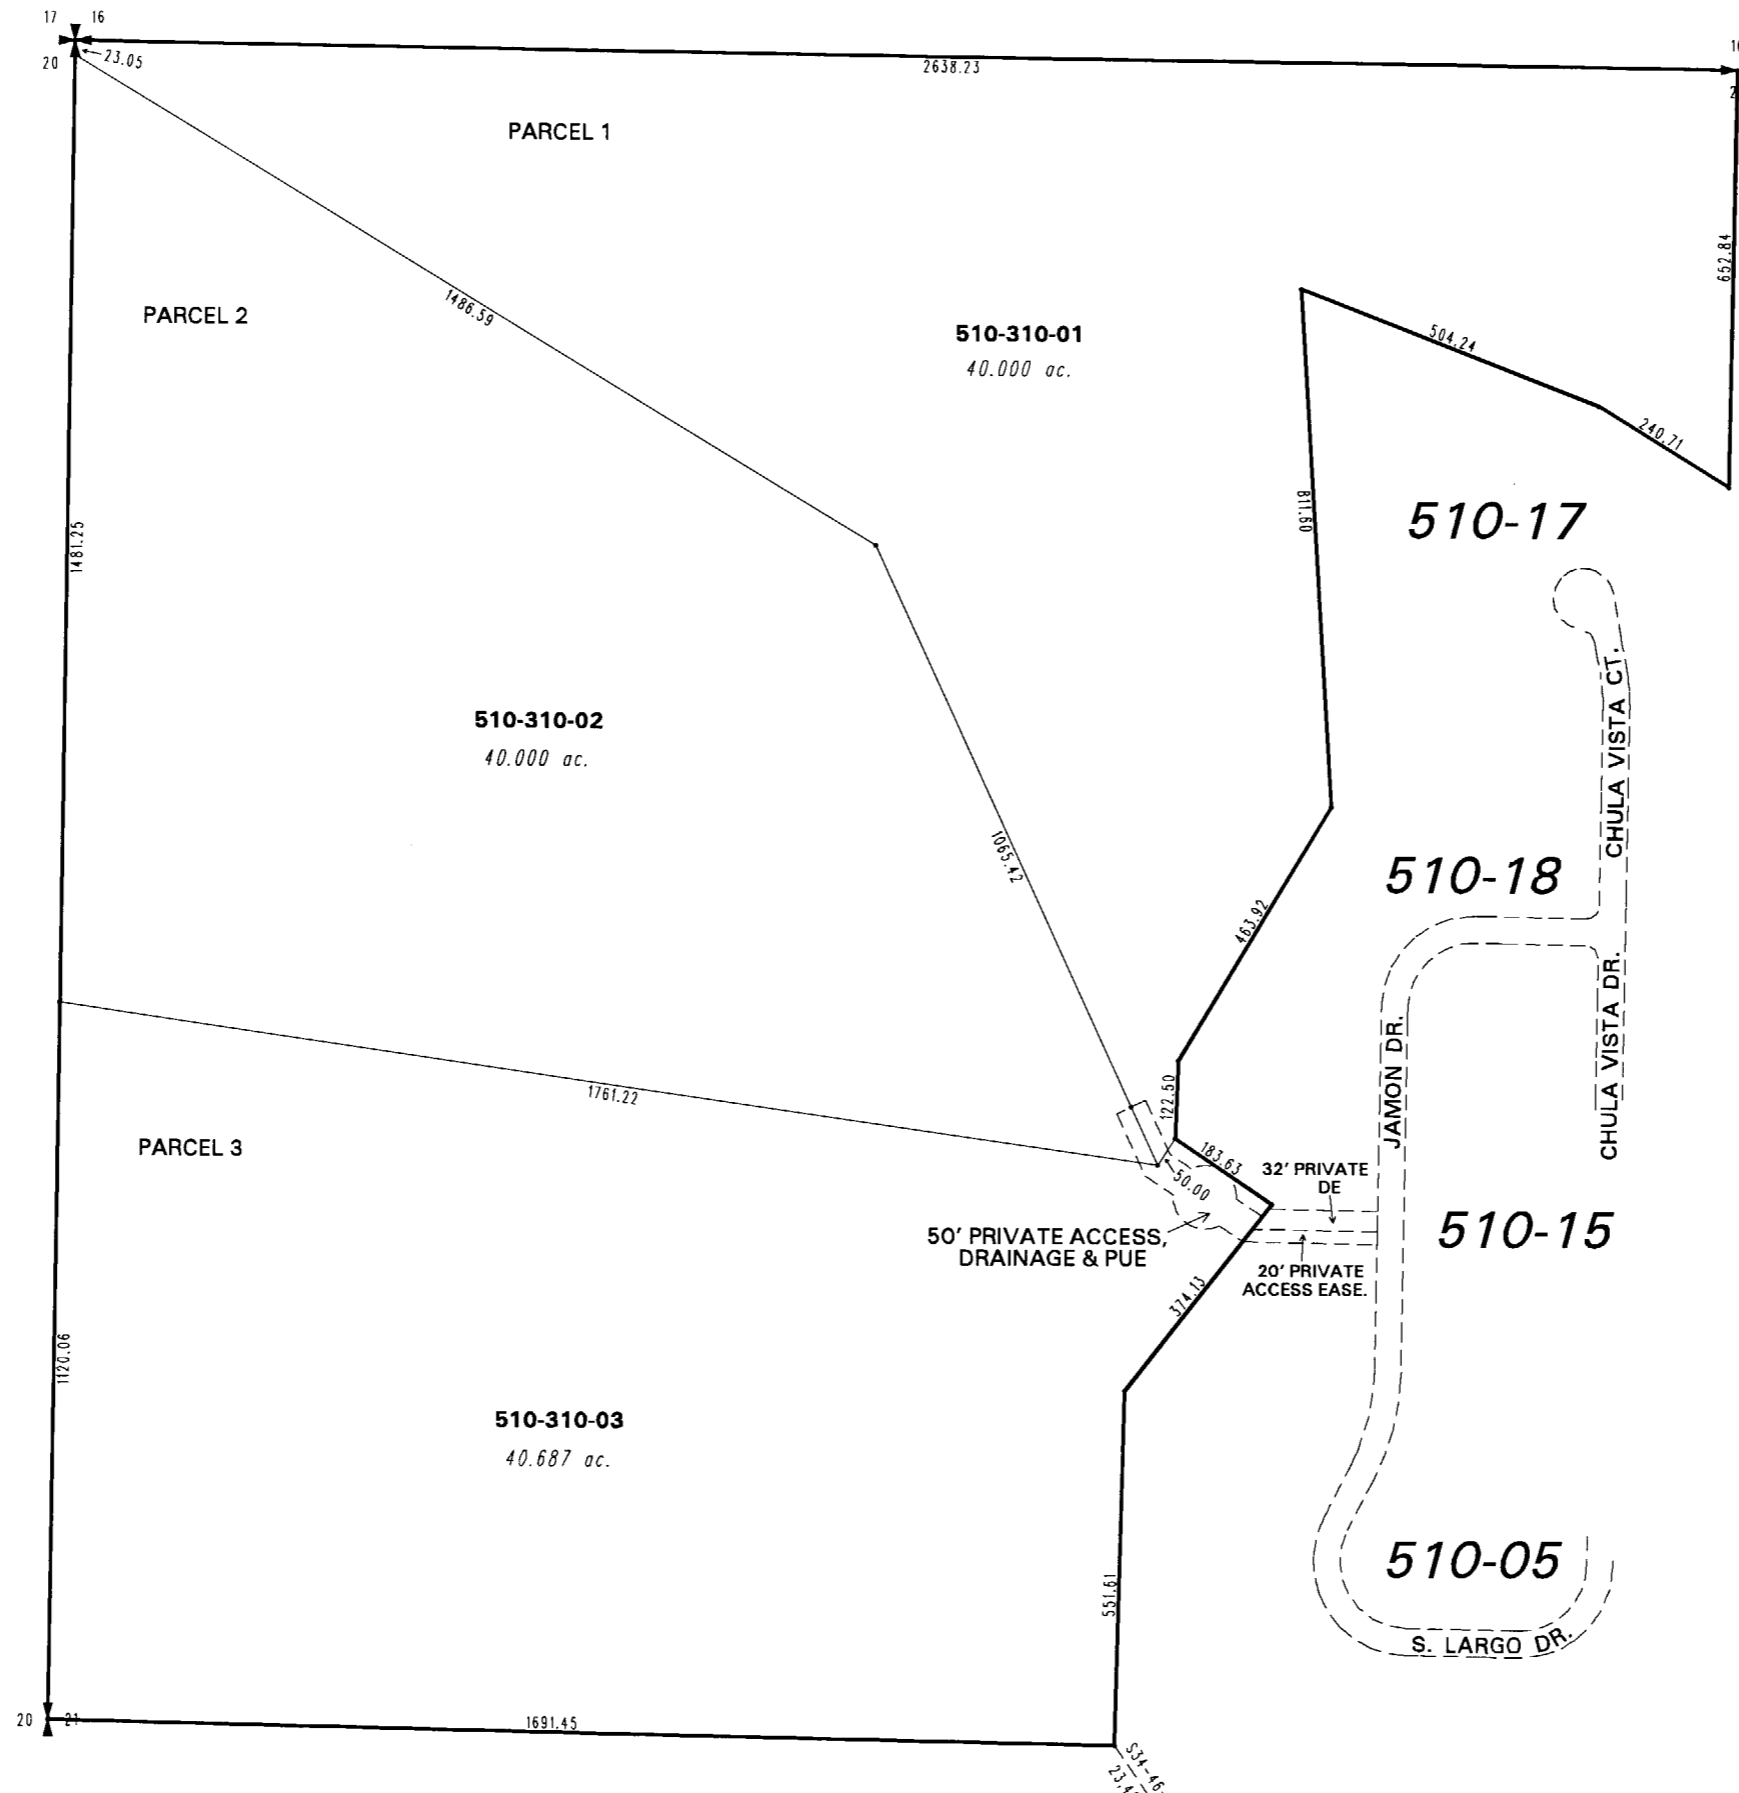 17 16
20
23.05
2638.23
PARCEL 1
652.84
PARCEL 2
1486.59
510-310-01
40.000 ac.
504.24
240.71
811.60
510-17
1481.25
CHULA VISTA CT.
510-310-02
40.000 ac.
1065.42
510-18
463.92
CHULA VISTA DR.
JAMON DR.
1761.22
122.50
PARCEL 3
183.63
50.00
32' PRIVATE
DE
50' PRIVATE ACCESS,
DRAINAGE & PUE
510-15
20' PRIVATE
ACCESS EASE.
374.13
1120.06
510-310-03
40.687 ac.
551.61
510-05
S. LARGO DR.
20 21
1691.45
S34-46-